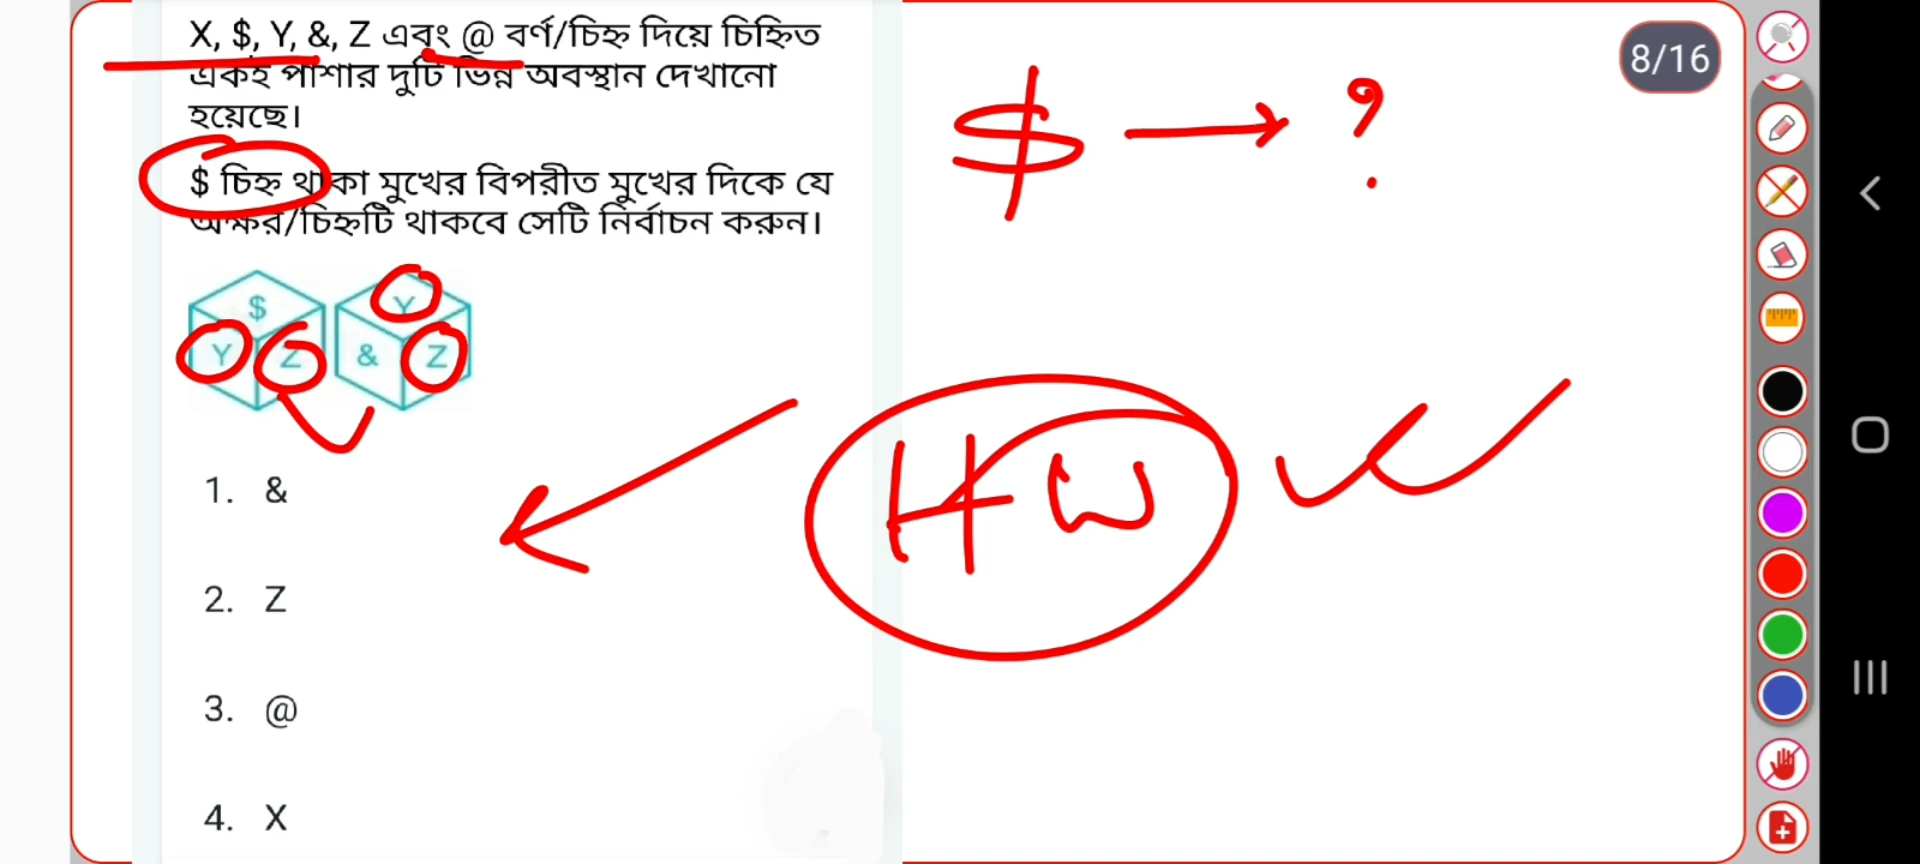 X, $, Y, &, Z এবং @ বর্ণ/চিহ্ন দিয়ে চিহ্নিত
একই পাশার দুটি ভিন্ন অবস্থান দেখানো
হয়েছে।
$ চিহ্ন থাকা মুখের বিপরীত মুখের দিকে যে
অক্ষর/চিহ্নটি থাকবে সেটি নির্বাচন করুন।
$ Y
Y Z & Z
1. &
2. Z
3. @
4. X
$ → ?
HW
8/16